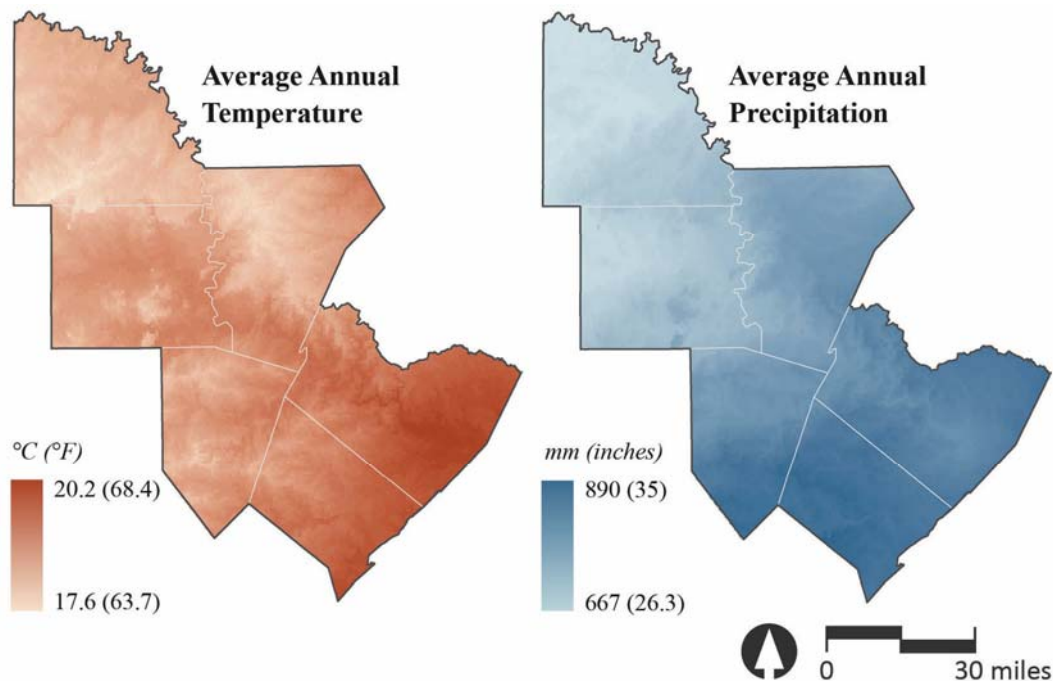 Average Annual
Temperature
°C (°F)
20.2 (68.4)
17.6 (63.7)
Average Annual
Precipitation
mm (inches)
890 (35)
667 (26.3)
0 30 miles